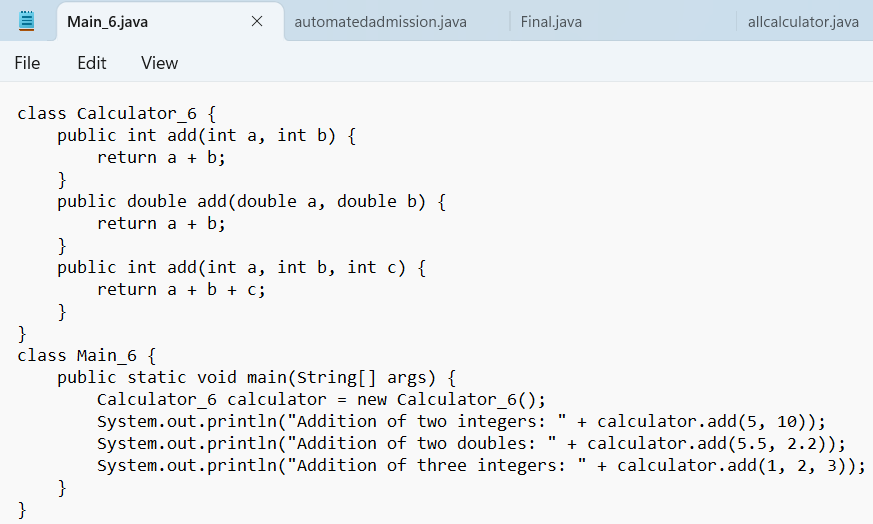 Main_6.java automatedadmission.java Final.java allcalculator.java
File Edit View
class Calculator_6 {
    public int add(int a, int b) {
        return a + b;
    }
    public double add(double a, double b) {
        return a + b;
    }
    public int add(int a, int b, int c) {
        return a + b + c;
    }
}
class Main_6 {
    public static void main(String[] args) {
        Calculator_6 calculator = new Calculator_6();
        System.out.println("Addition of two integers: " + calculator.add(5, 10));
        System.out.println("Addition of two doubles: " + calculator.add(5.5, 2.2));
        System.out.println("Addition of three integers: " + calculator.add(1, 2, 3));
    }
}